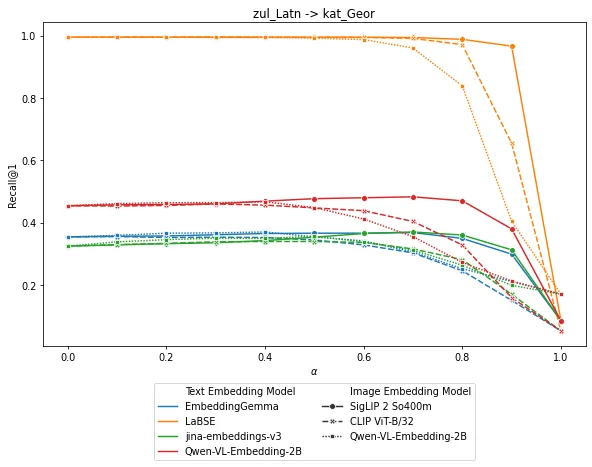 zul_Latn -> kat_Geor
Recall@1
1.0
0.8
0.6
0.4
0.2
0.0 0.2 0.4 0.6 0.8 1.0
α
Text Embedding Model
EmbeddingGemma
LaBSE
jina-embeddings-v3
Qwen-VL-Embedding-2B
Image Embedding Model
SigLIP 2 So400m
CLIP ViT-B/32
Qwen-VL-Embedding-2B